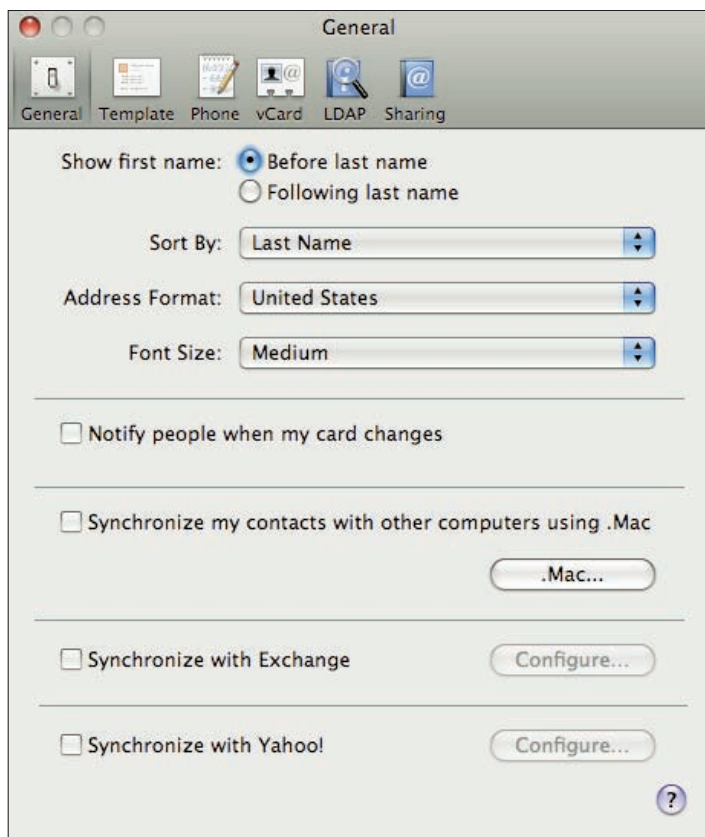 General
General Template Phone vCard LDAP Sharing
Show first name: Before last name
Following last name
Sort By: Last Name
Address Format: United States
Font Size: Medium
Notify people when my card changes
Synchronize my contacts with other computers using .Mac
.Mac...
Synchronize with Exchange Configure...
Synchronize with Yahoo! Configure...
?